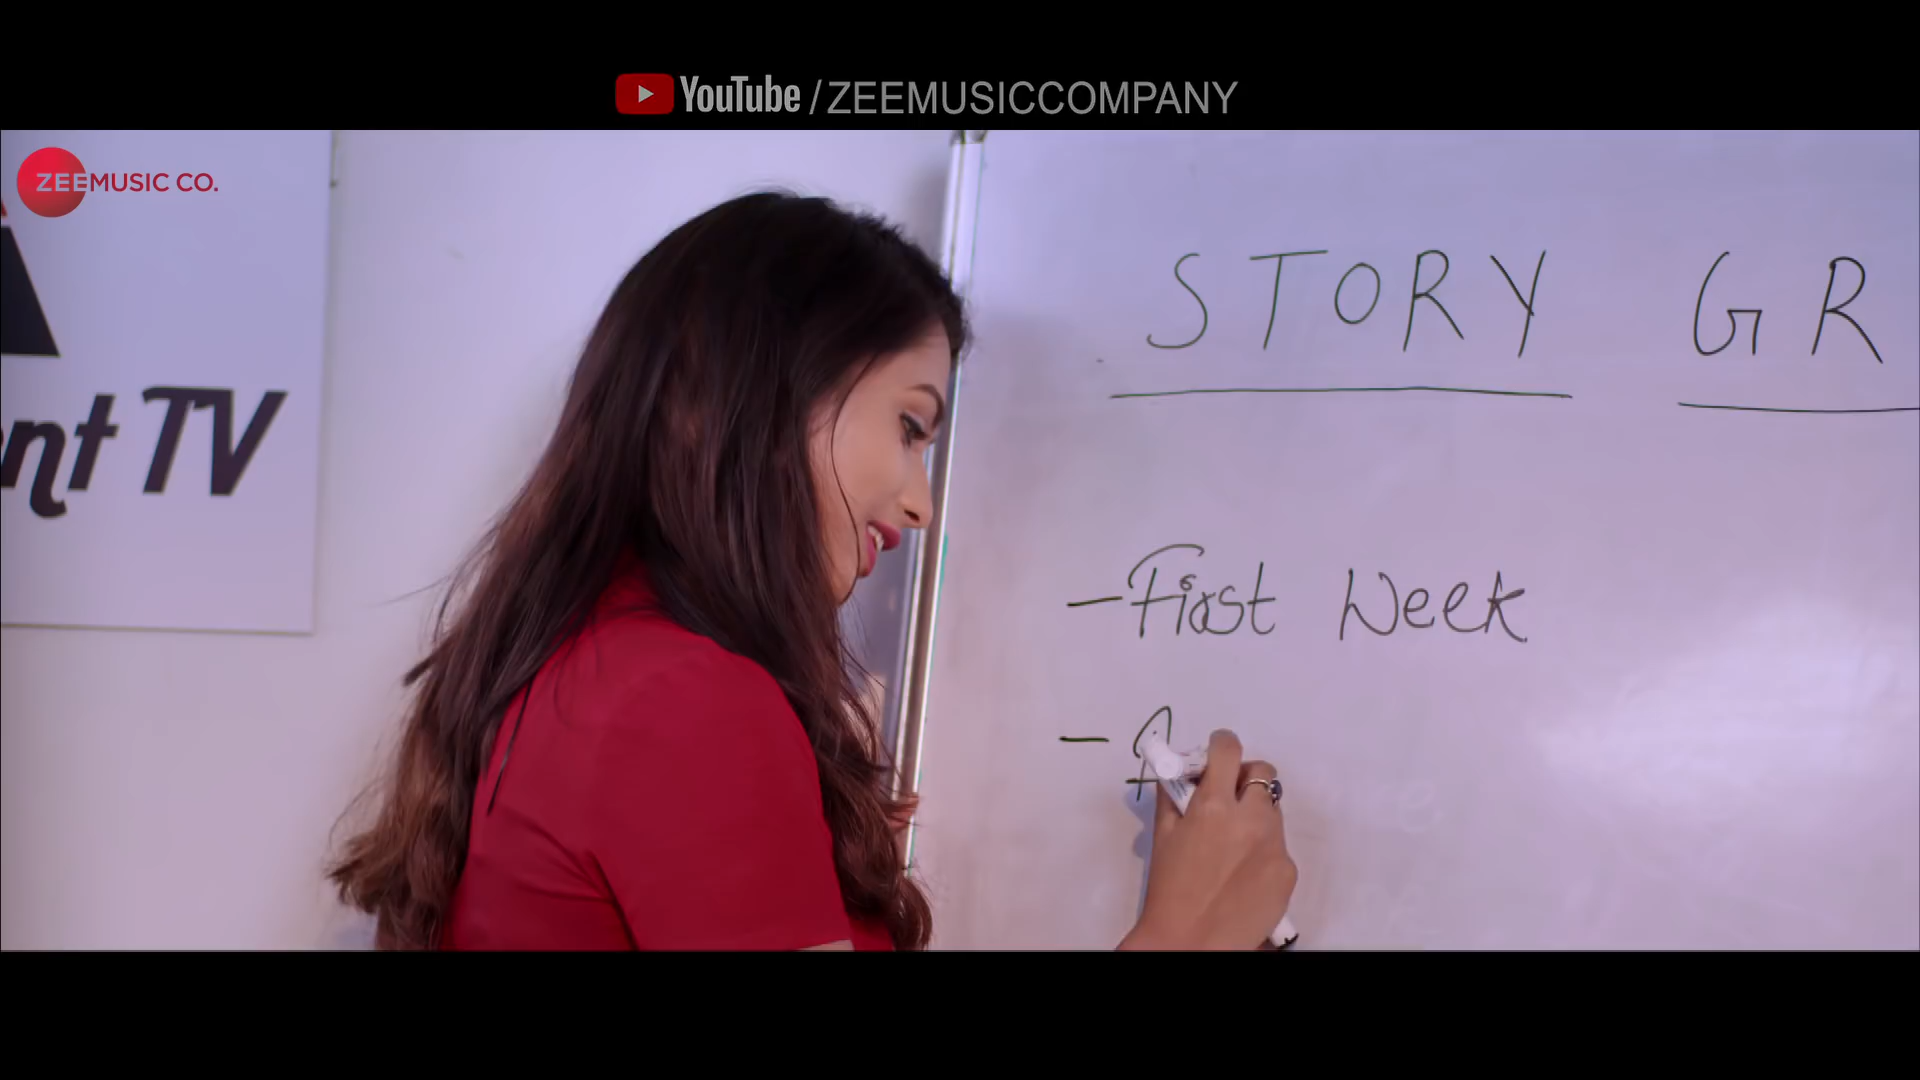 YouTube /ZEEMUSICCOMPANY
ZEEMUSIC CO.
STORY GR
nt TV
- First Week
-